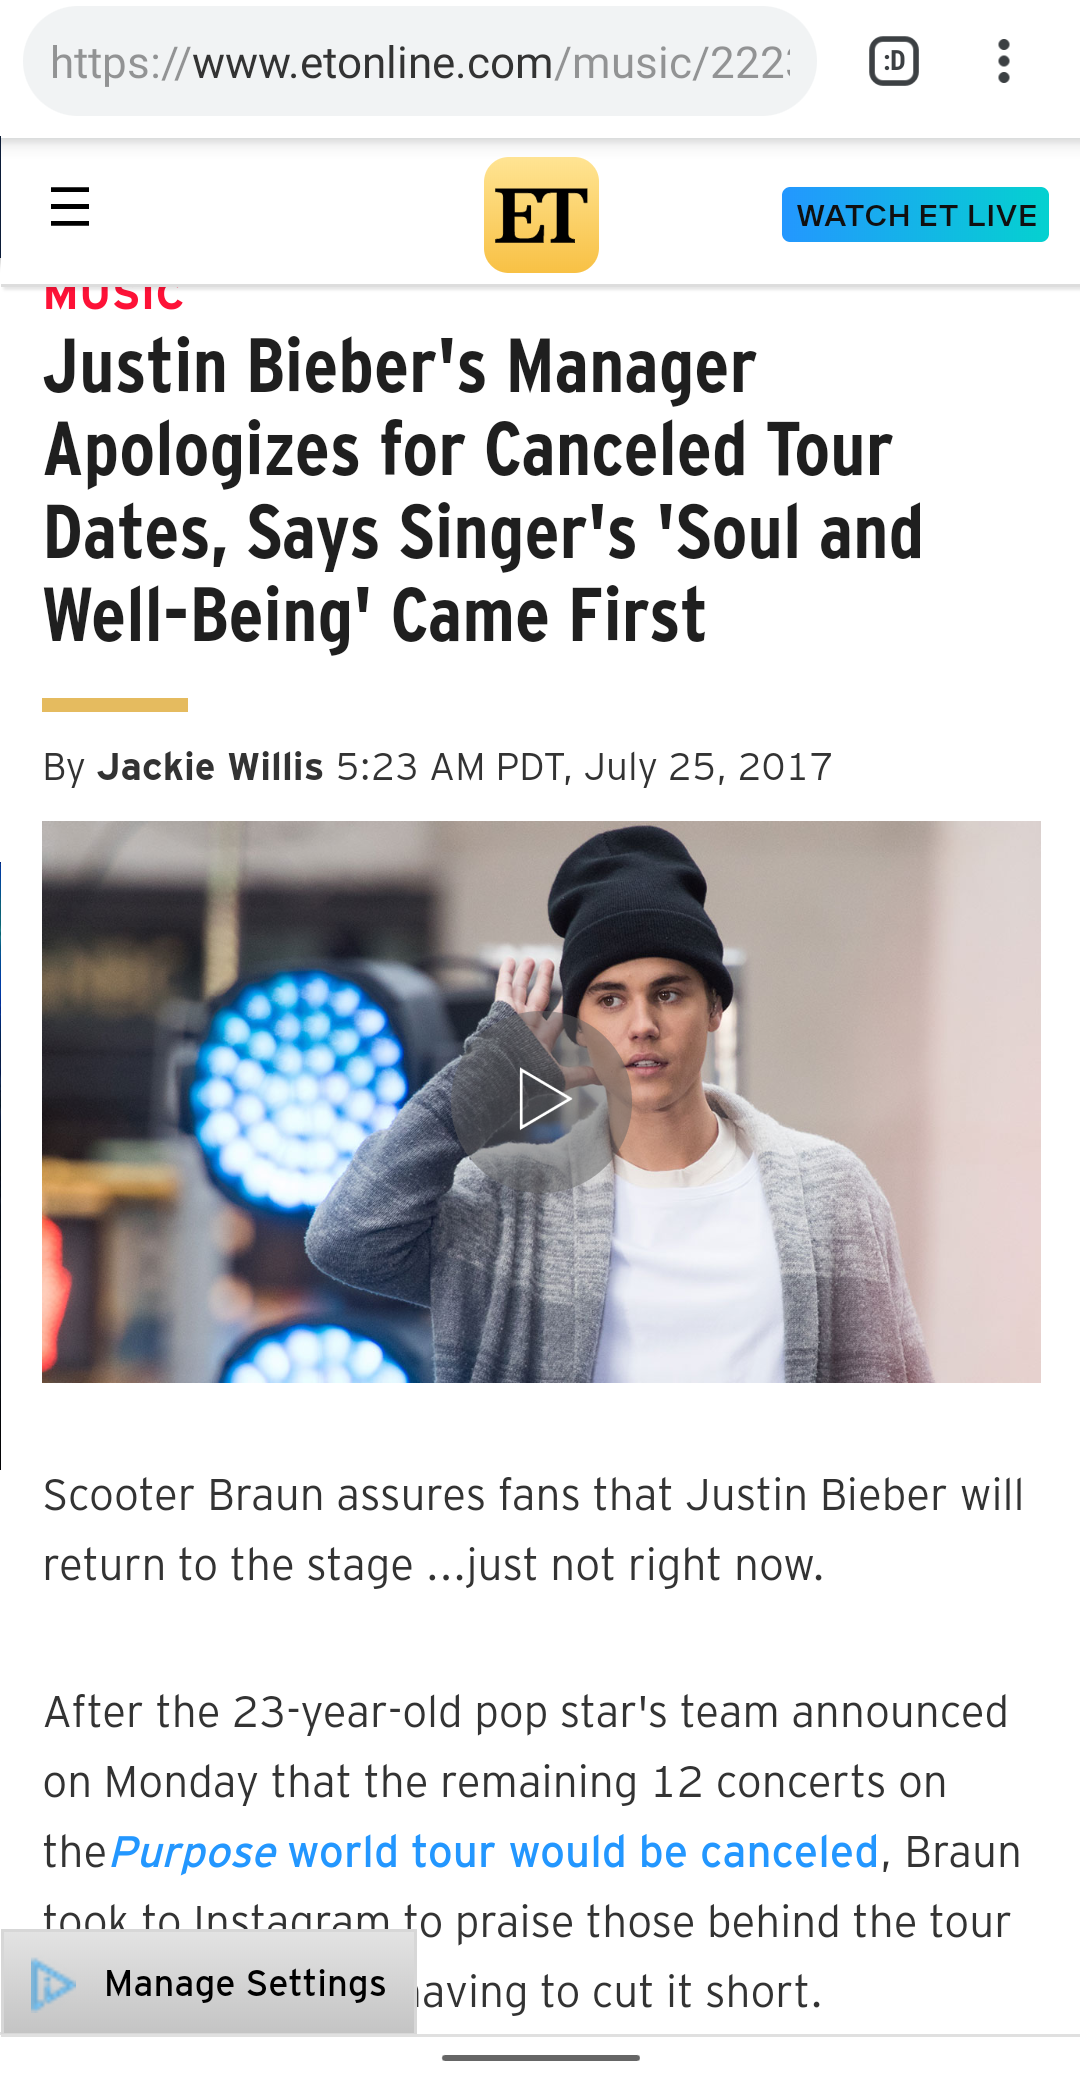 https://www.etonline.com/music/222
:D
ET
WATCH ET LIVE
MUSIC
Justin Bieber's Manager
Apologizes for Canceled Tour
Dates, Says Singer's 'Soul and
Well-Being' Came First
By Jackie Willis 5:23 AM PDT, July 25, 2017
Scooter Braun assures fans that Justin Bieber will
return to the stage ...just not right now.
After the 23-year-old pop star's team announced
on Monday that the remaining 12 concerts on
thePurpose world tour would be canceled, Braun
took to Instagram to praise those behind the tour
aving to cut it short.
Manage Settings